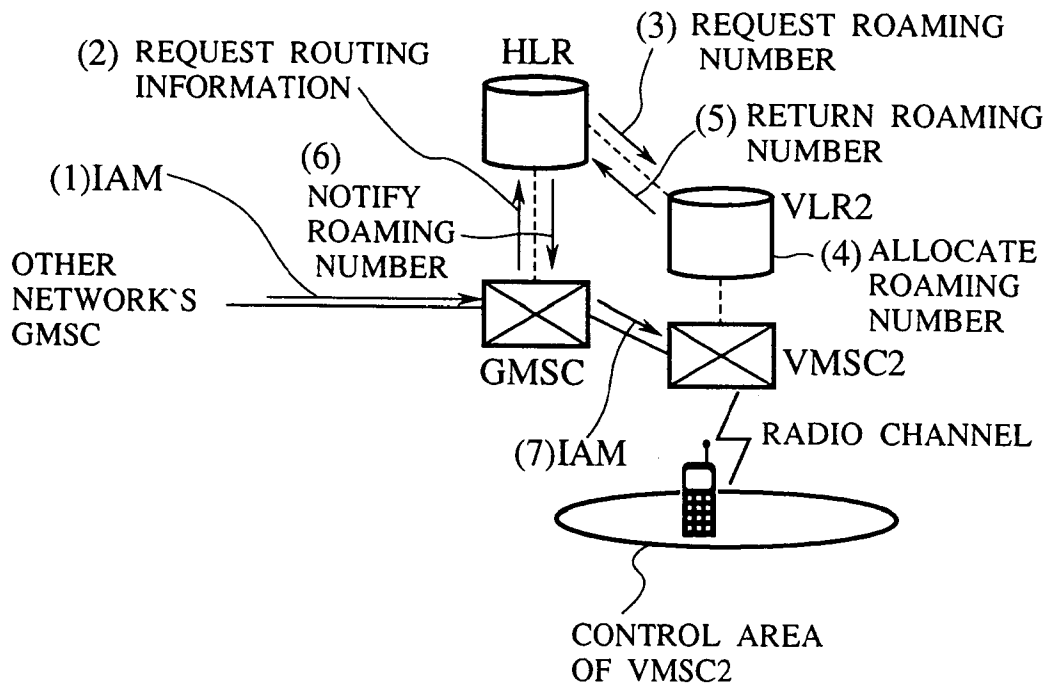 (2) REQUEST ROUTING
INFORMATION
HLR
(3) REQUEST ROAMING
NUMBER
(5) RETURN ROAMING
NUMBER
(1)IAM
(6)
NOTIFY
ROAMING
NUMBER
VLR2
(4) ALLOCATE
ROAMING
NUMBER
OTHER
NETWORK`S
GMSC
GMSC
VMSC2
(7)IAM
RADIO CHANNEL
CONTROL AREA
OF VMSC2